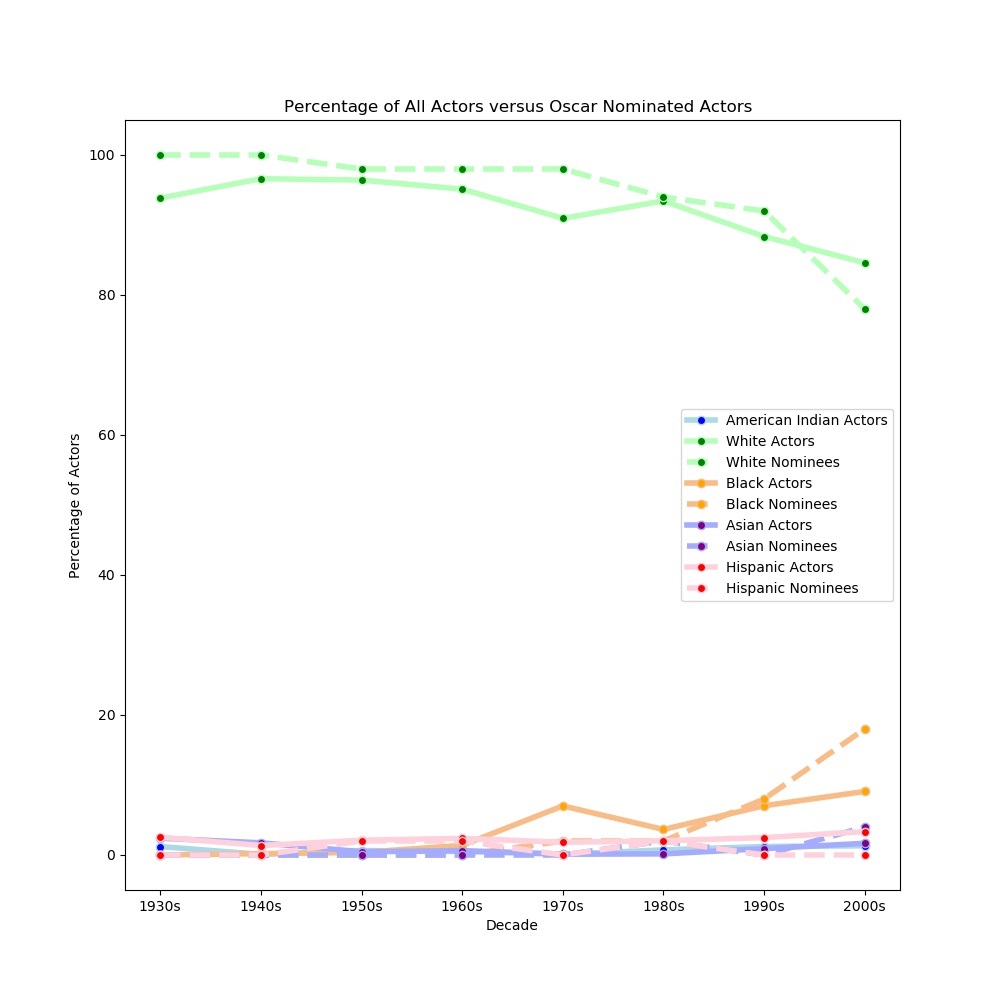 Percentage of All Actors versus Oscar Nominated Actors
100
80
60
40
20
0
Percentage of Actors
American Indian Actors
White Actors
White Nominees
Black Actors
Black Nominees
Asian Actors
Asian Nominees
Hispanic Actors
Hispanic Nominees
1930s 1940s 1950s 1960s 1970s 1980s 1990s 2000s
Decade